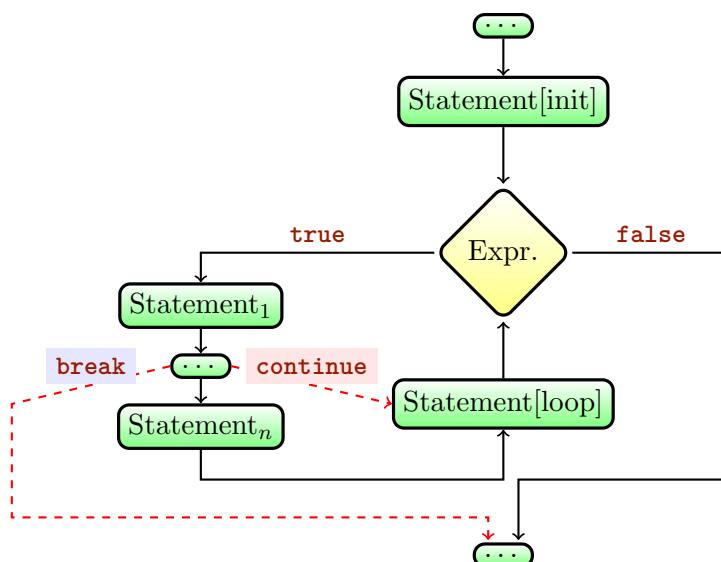 ...
Statement[init]
true
Expr.
false
Statement₁
break
...
continue
Statement[loop]
Statementₙ
...